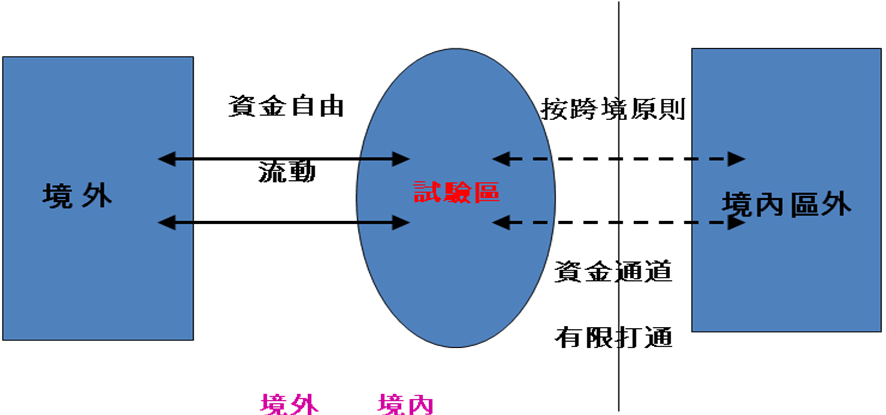 資金自由
流動
境外
試驗區
按跨境原則
境內區外
資金通道
有限打通
境外 境內